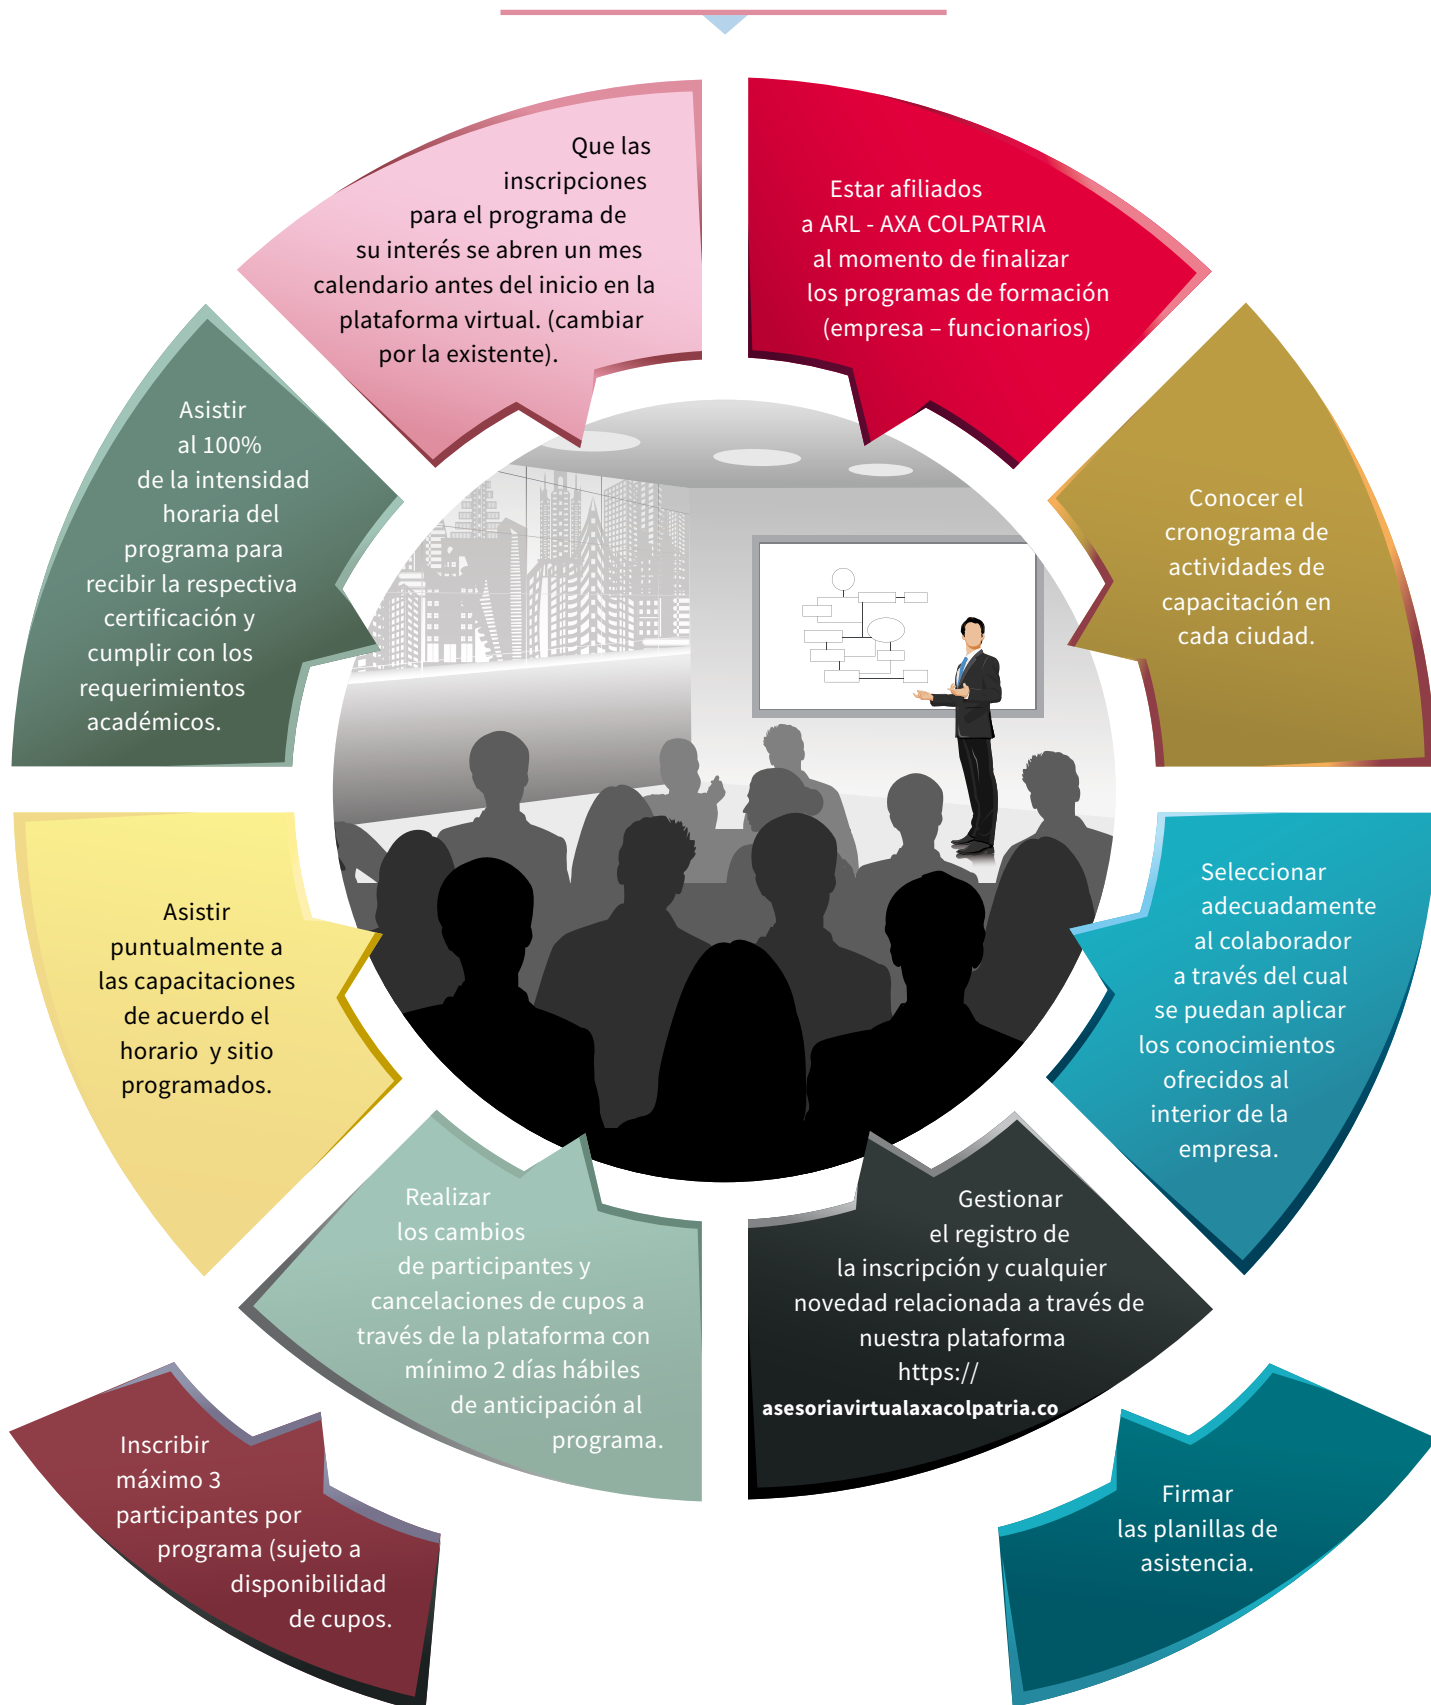 Que las
inscripciones
para el programa de
su interés se abren un mes
calendario antes del inicio en la
plataforma virtual. (cambiar
por la existente).
Estar afiliados
a ARL - AXA COLPATRIA
al momento de finalizar
los programas de formación
(empresa – funcionarios)
Conocer el
cronograma de
actividades de
capacitación en
cada ciudad.
Seleccionar
adecuadamente
al colaborador
a través del cual
se puedan aplicar
los conocimientos
ofrecidos al
interior de la
empresa.
Gestionar
el registro de
la inscripción y cualquier
novedad relacionada a través de
nuestra plataforma
https://
asesoriavirtualaxacolpatria.co
Realizar
los cambios
de participantes y
cancelaciones de cupos a
través de la plataforma con
mínimo 2 días hábiles
de anticipación al
programa.
Asistir
puntualmente a
las capacitaciones
de acuerdo el
horario  y sitio
programados.
Asistir
al 100%
de la intensidad
horaria del
programa para
recibir la respectiva
certificación y
cumplir con los
requerimientos
académicos.
Inscribir
máximo 3
participantes por
programa (sujeto a
disponibilidad
de cupos.
Firmar
las planillas de
asistencia.